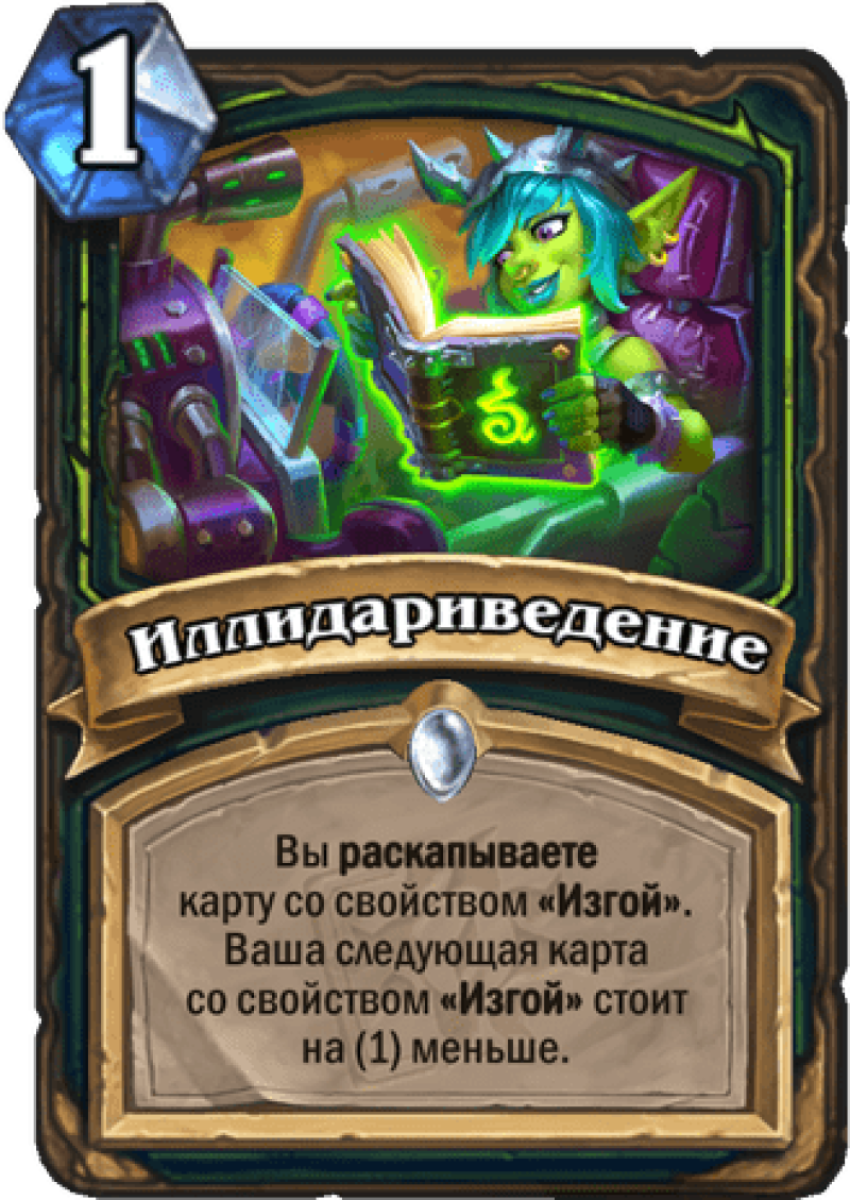 1
Иллидариведение
Вы раскапываете
карту со свойством «Изгой».
Ваша следующая карта
со свойством «Изгой» стоит
на (1) меньше.